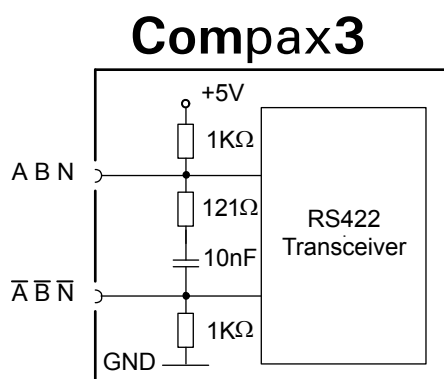 Compax3
+5V
1KΩ
A B N
121Ω
RS422
Transceiver
10nF
A̅ B̅ N̅
1KΩ
GND